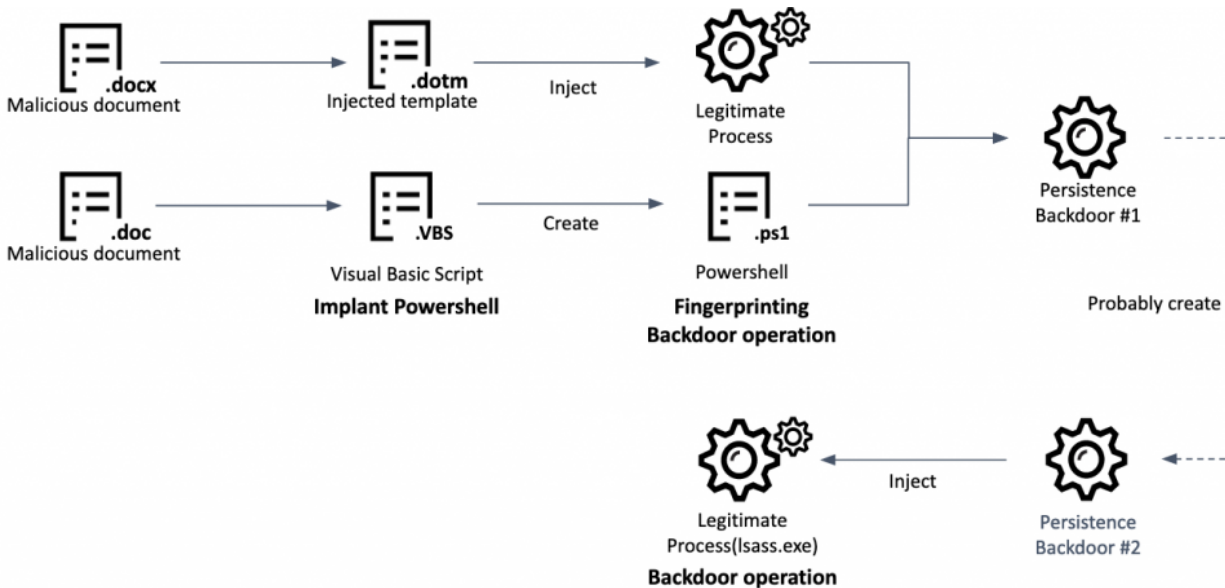 .docx
Malicious document
.dotm
Injected template
Inject
Legitimate
Process
Persistence
Backdoor #1
.doc
Malicious document
.VBS
Visual Basic Script
Implant Powershell
Create
.ps1
Powershell
Fingerprinting
Backdoor operation
Probably create
Legitimate
Process(lsass.exe)
Backdoor operation
Inject
Persistence
Backdoor #2